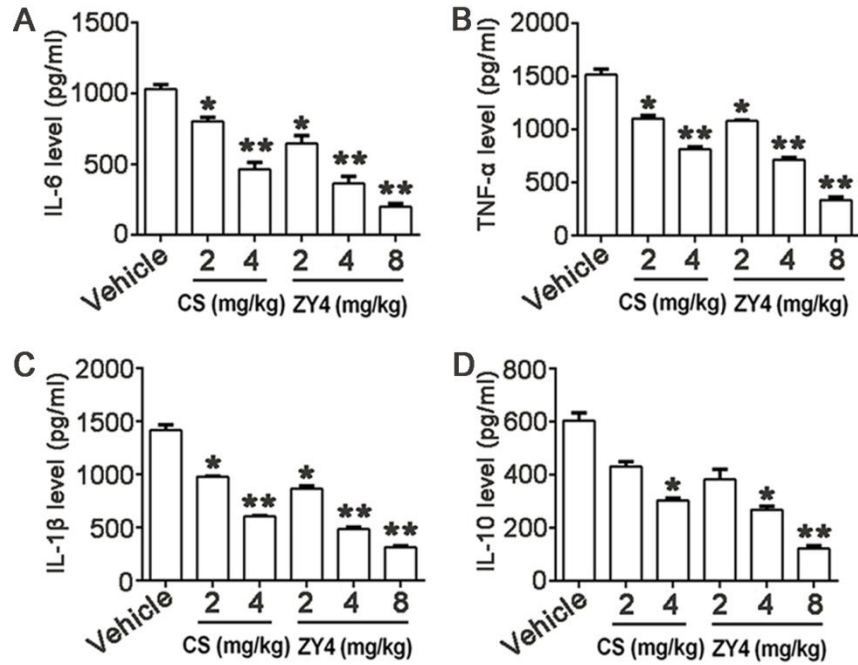 A
IL-6 level (pg/ml)
1500
1000
500
0
* ** * ** **
Vehicle 2 4 2 4 8
CS (mg/kg) ZY4 (mg/kg)
B
TNF-α level (pg/ml)
2000
1500
1000
500
0
* ** * ** **
Vehicle 2 4 2 4 8
CS (mg/kg) ZY4 (mg/kg)
C
IL-1β level (pg/ml)
2000
1500
1000
500
0
* ** * ** **
Vehicle 2 4 2 4 8
CS (mg/kg) ZY4 (mg/kg)
D
IL-10 level (pg/ml)
800
600
400
200
0
* * **
Vehicle 2 4 2 4 8
CS (mg/kg) ZY4 (mg/kg)